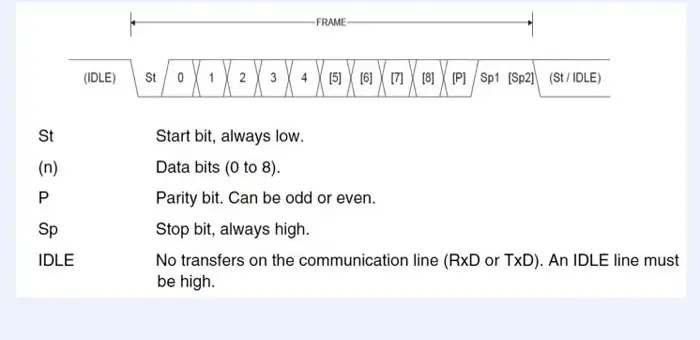 FRAME
(IDLE) St 0 1 2 3 4 [5] [6] [7] [8] [P] Sp1 [Sp2] (St / IDLE)
St Start bit, always low.
(n) Data bits (0 to 8).
P Parity bit. Can be odd or even.
Sp Stop bit, always high.
IDLE No transfers on the communication line (RxD or TxD). An IDLE line must
be high.